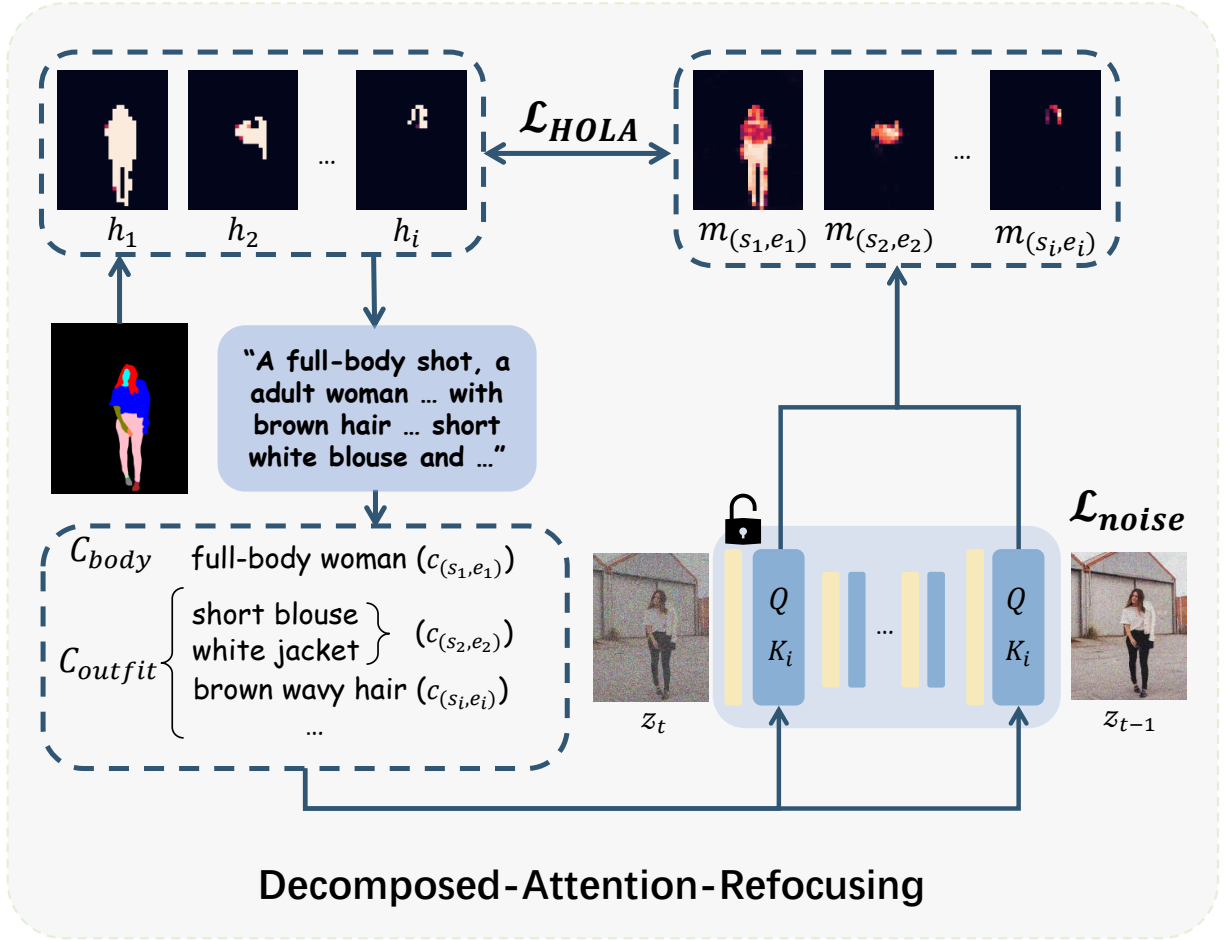 𝓛_HOLA
...
...
h_1
h_2
h_i
m_(s_1,e_1)
m_(s_2,e_2)
m_(s_i,e_i)
“A full-body shot, a
adult woman ... with
brown hair ... short
white blouse and ...”
C_body full-body woman (c_(s_1,e_1))
C_outfit
short blouse
white jacket
(c_(s_2,e_2))
brown wavy hair (c_(s_i,e_i))
...
z_t
Q
K_i
...
Q
K_i
𝓛_noise
z_t−1
Decomposed-Attention-Refocusing